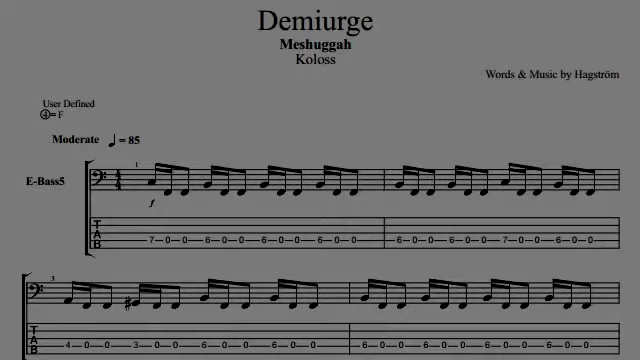 Demiurge
Meshuggah
Koloss
Words & Music by Hagström
User Defined
④= F
Moderate ♩ = 85
1
E-Bass5
4
4
f
T
A
B
7 0 0 6 0 0 6 0 0 6 0 0 6 0 0 6 0 0 7 0 0 6 0 0
3
T
A
B
4 0 0 3 0 0 6 0 0 6 0 0 6 0 0 6 0 0 6 0 0 6 0 0